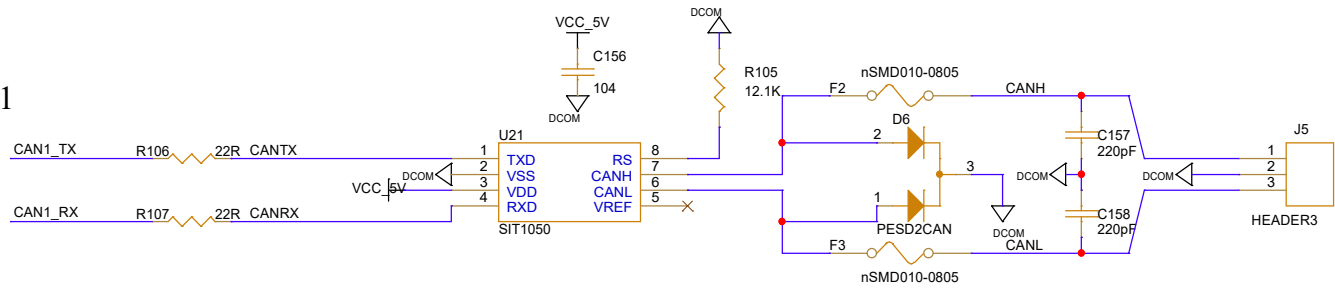 1
VCC_5V
C156
104
DCOM
DCOM
R105
12.1K
nSMD010-0805
F2
CANH
D6
2
1
3
PESD2CAN
DCOM
F3
CANL
nSMD010-0805
C157
220pF
DCOM
C158
220pF
J5
1
2
3
DCOM
HEADER3
CAN1_TX
R106
22R
CANTX
CAN1_RX
R107
22R
CANRX
DCOM
VCC_5V
U21
1
2
3
4
TXD
VSS
VDD
RXD
RS
CANH
CANL
VREF
8
7
6
5
SIT1050